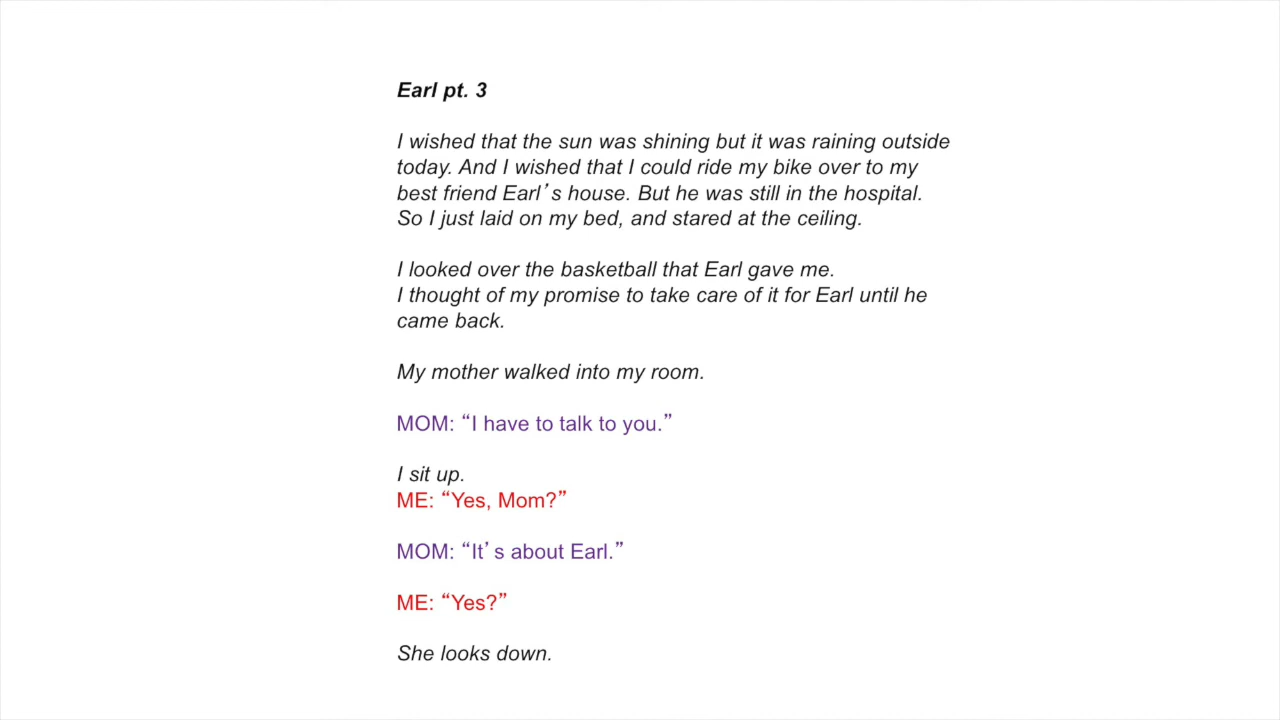 Earl pt. 3
I wished that the sun was shining but it was raining outside
today. And I wished that I could ride my bike over to my
best friend Earl’s house. But he was still in the hospital.
So I just laid on my bed, and stared at the ceiling.
I looked over the basketball that Earl gave me.
I thought of my promise to take care of it for Earl until he
came back.
My mother walked into my room.
MOM: “I have to talk to you.”
I sit up.
ME: “Yes, Mom?”
MOM: “It’s about Earl.”
ME: “Yes?”
She looks down.